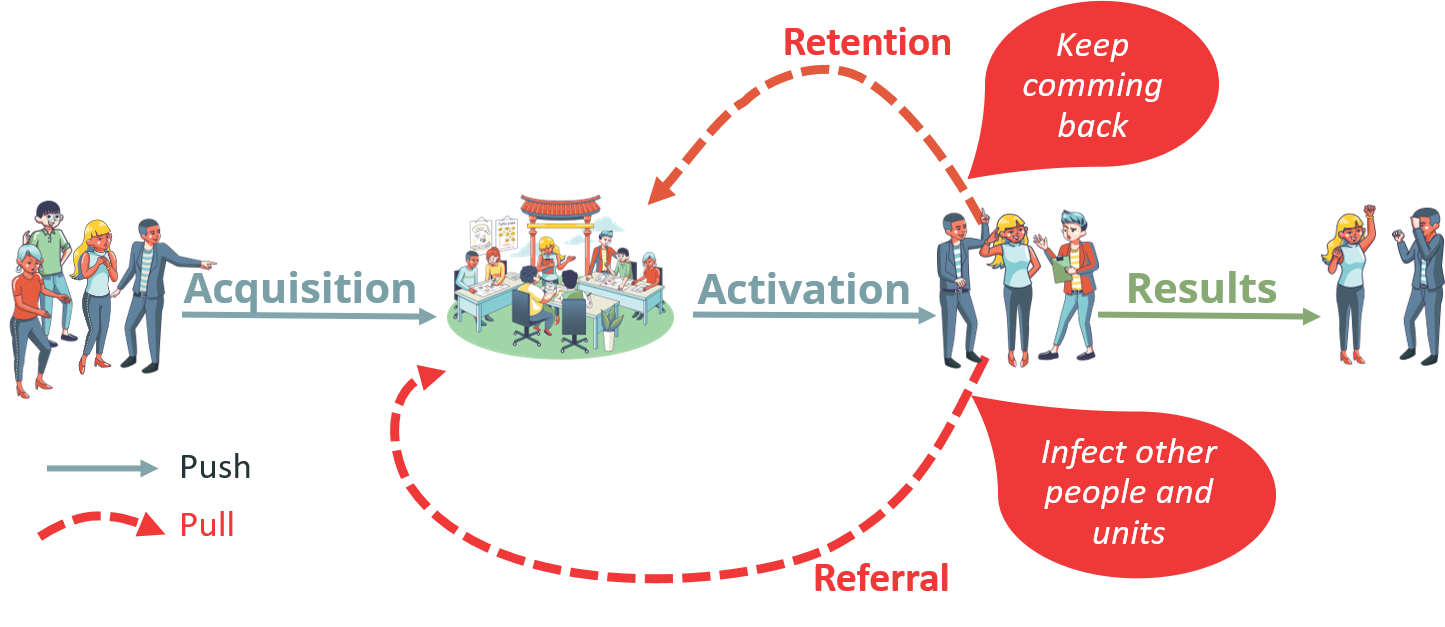 Retention
Keep
comming
back
Acquisition
Activation
Results
Push
Pull
Infect other
people and
units
Referral